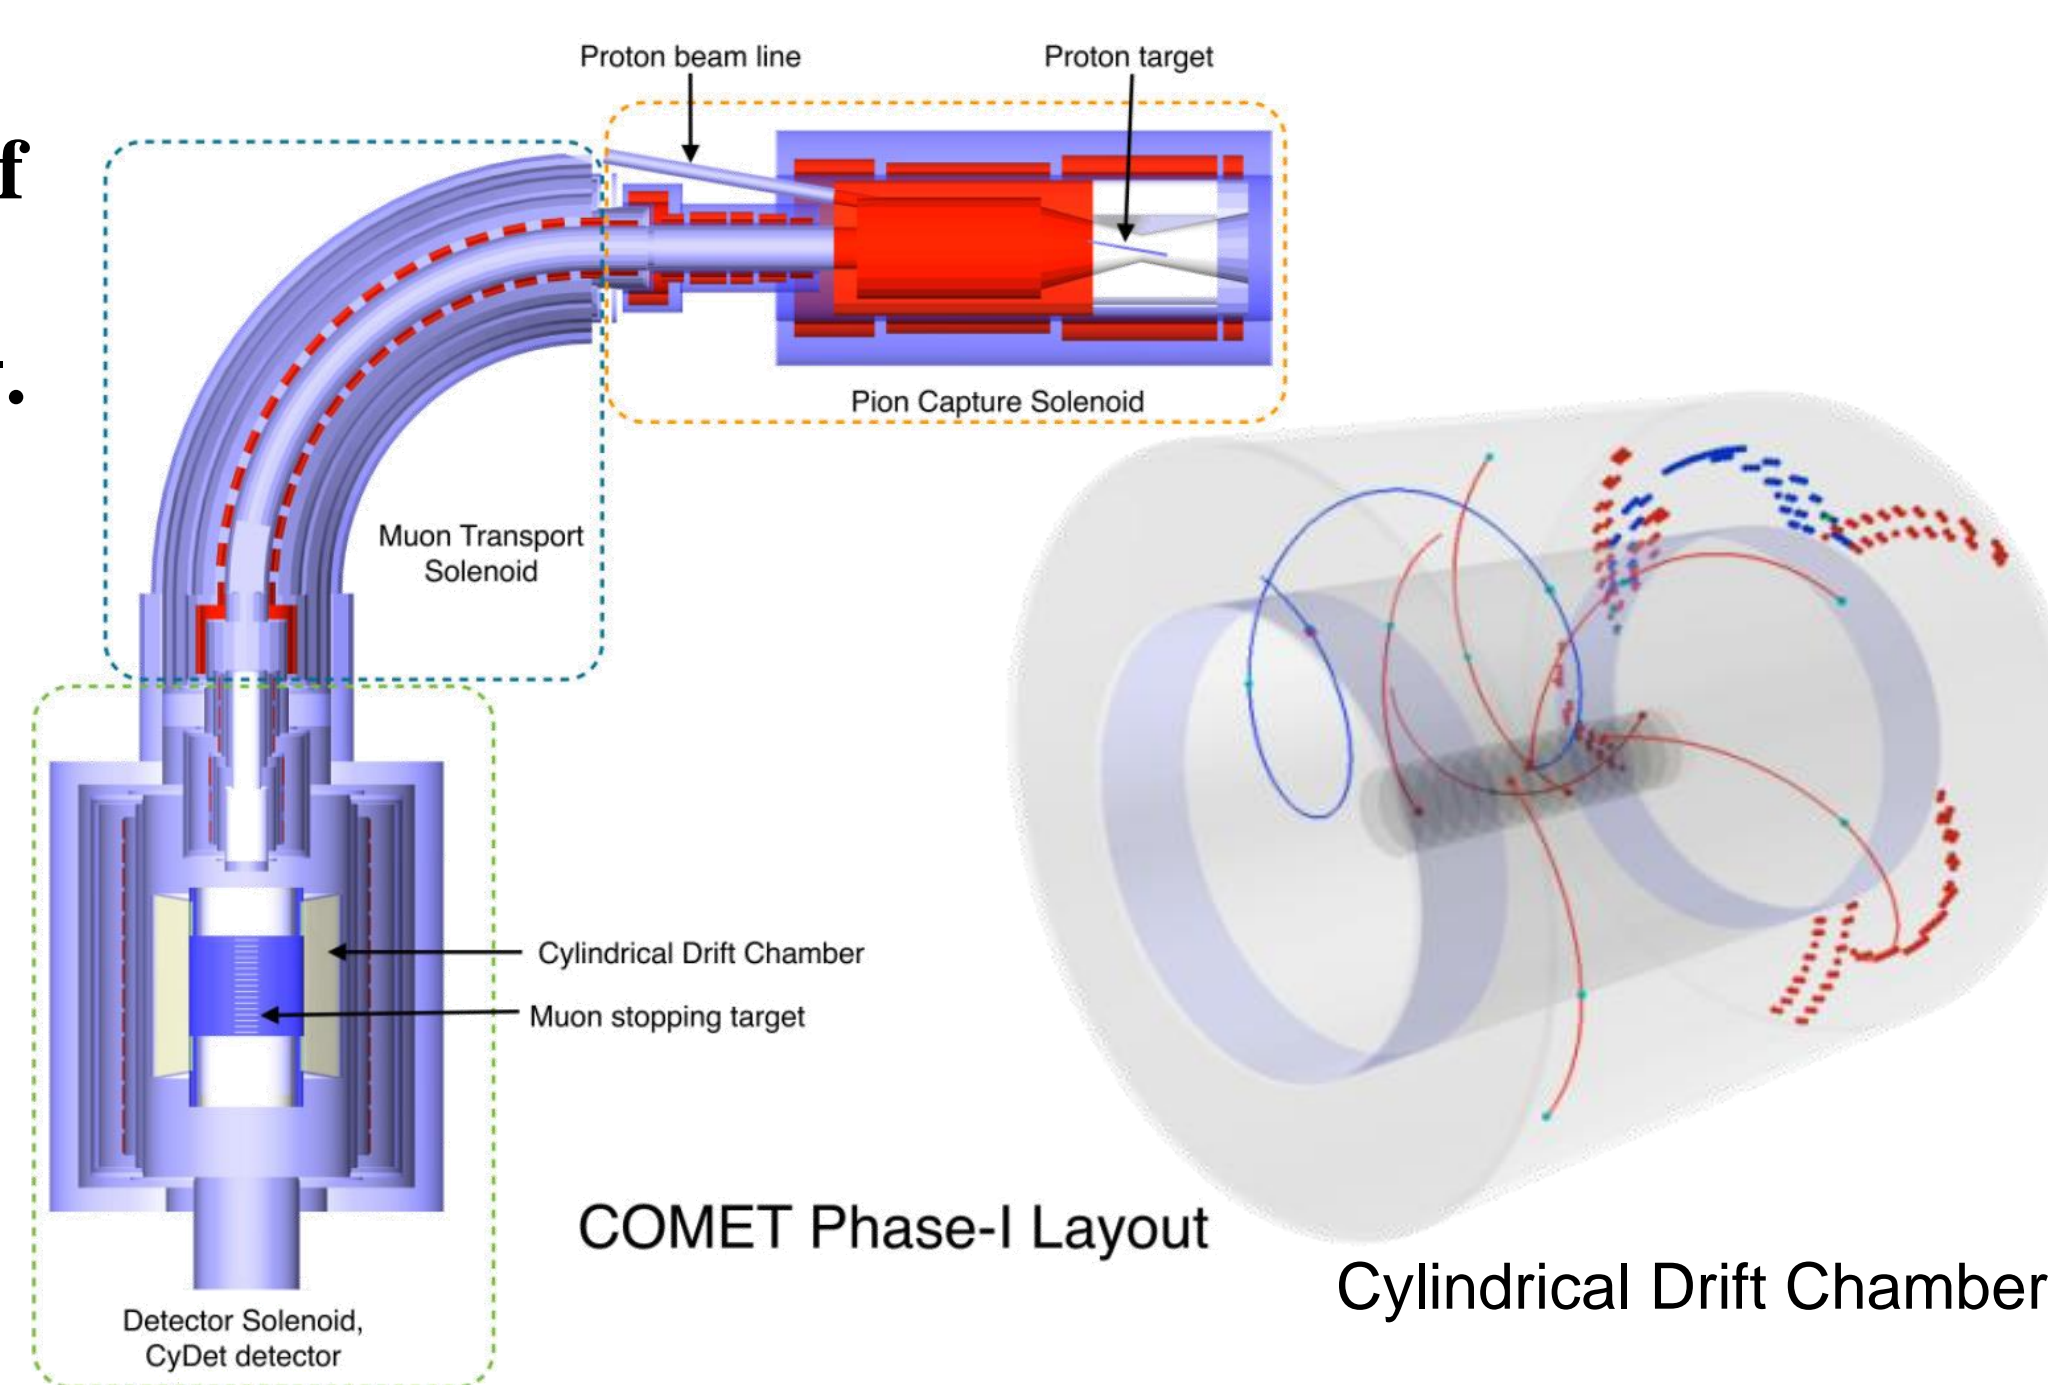 f
.
Proton beam line
Proton target
Pion Capture Solenoid
Muon Transport
Solenoid
Cylindrical Drift Chamber
Muon stopping target
COMET Phase-I Layout
Cylindrical Drift Chamber
Detector Solenoid,
CyDet detector